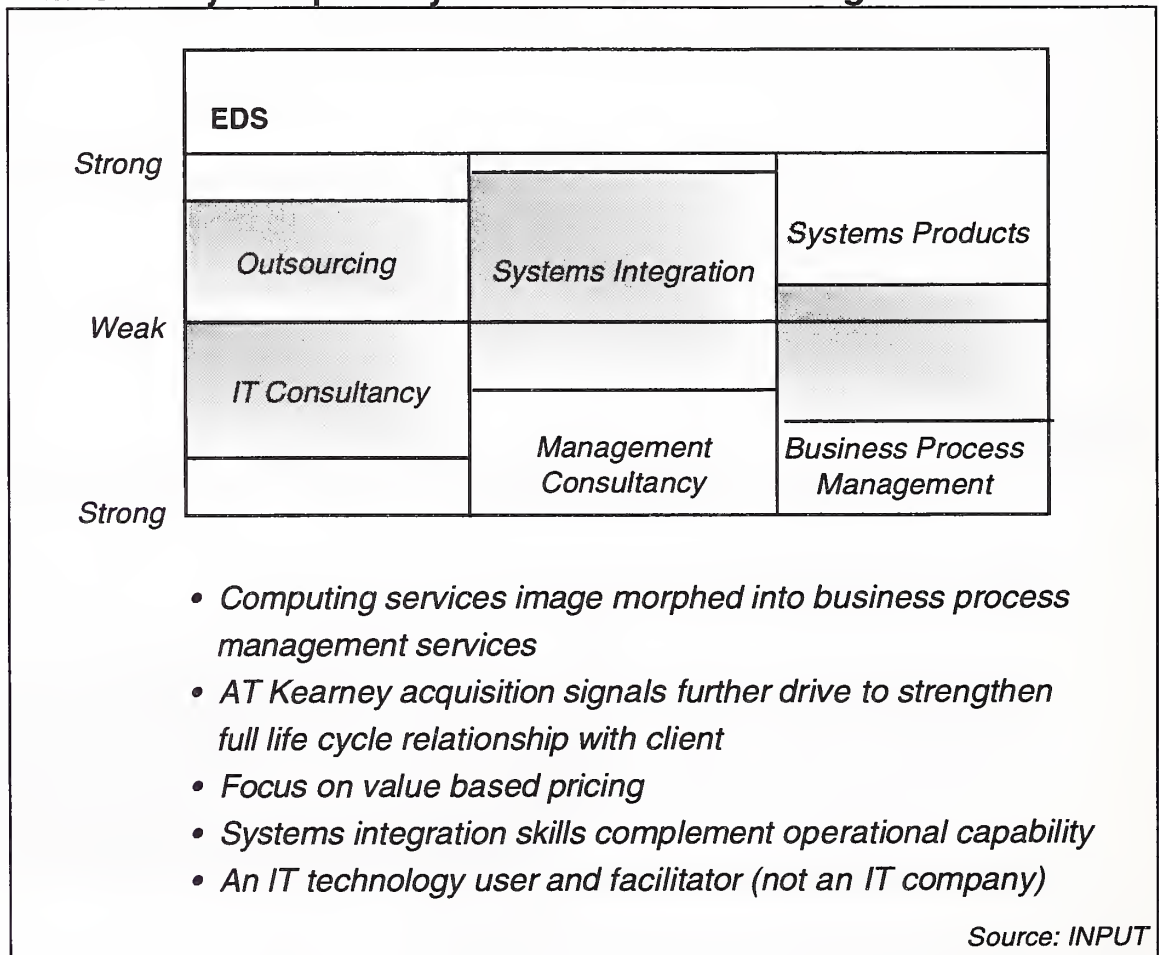 EDS
Strong
Systems Products
Outsourcing
Systems Integration
Weak
IT Consultancy
Management
Consultancy
Business Process
Management
Strong
• Computing services image morphed into business process
management services
• AT Kearney acquisition signals further drive to strengthen
full life cycle relationship with client
• Focus on value based pricing
• Systems integration skills complement operational capability
• An IT technology user and facilitator (not an IT company)
Source: INPUT